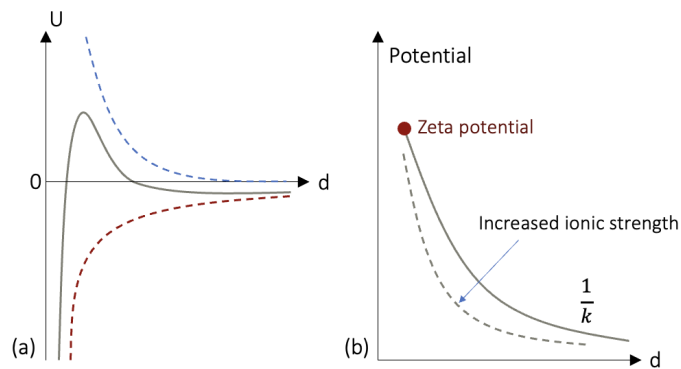 U
0
d
(a)
Potential
Zeta potential
Increased ionic strength
1
k
(b)
d